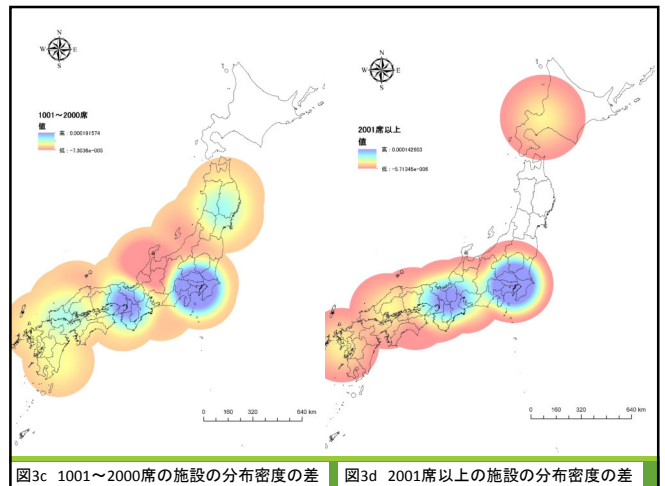 N
W E
S
1001～2000席
値
高 : 0.000191574
低 : -7.3036e-005
0 160 320 640 km
図3c 1001～2000席の施設の分布密度の差
N
W E
S
2001席以上
値
高 : 0.000142903
低 : -5.71345e-006
0 160 320 640 km
図3d 2001席以上の施設の分布密度の差